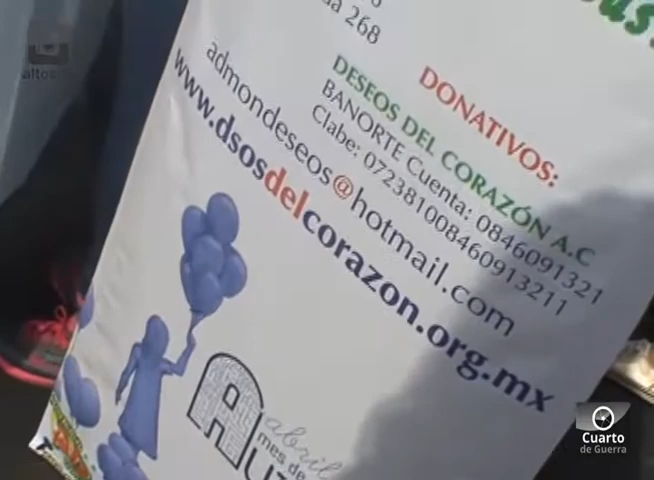 268
DONATIVOS:
DESEOS DEL CORAZÓN A.C
BANORTE Cuenta: 0846091321
Clabe: 072381008460913211
admondeseos@hotmail.com
www.dsosdelcorazon.org.mx
abril
mes de
altos
Cuarto
de Guerra